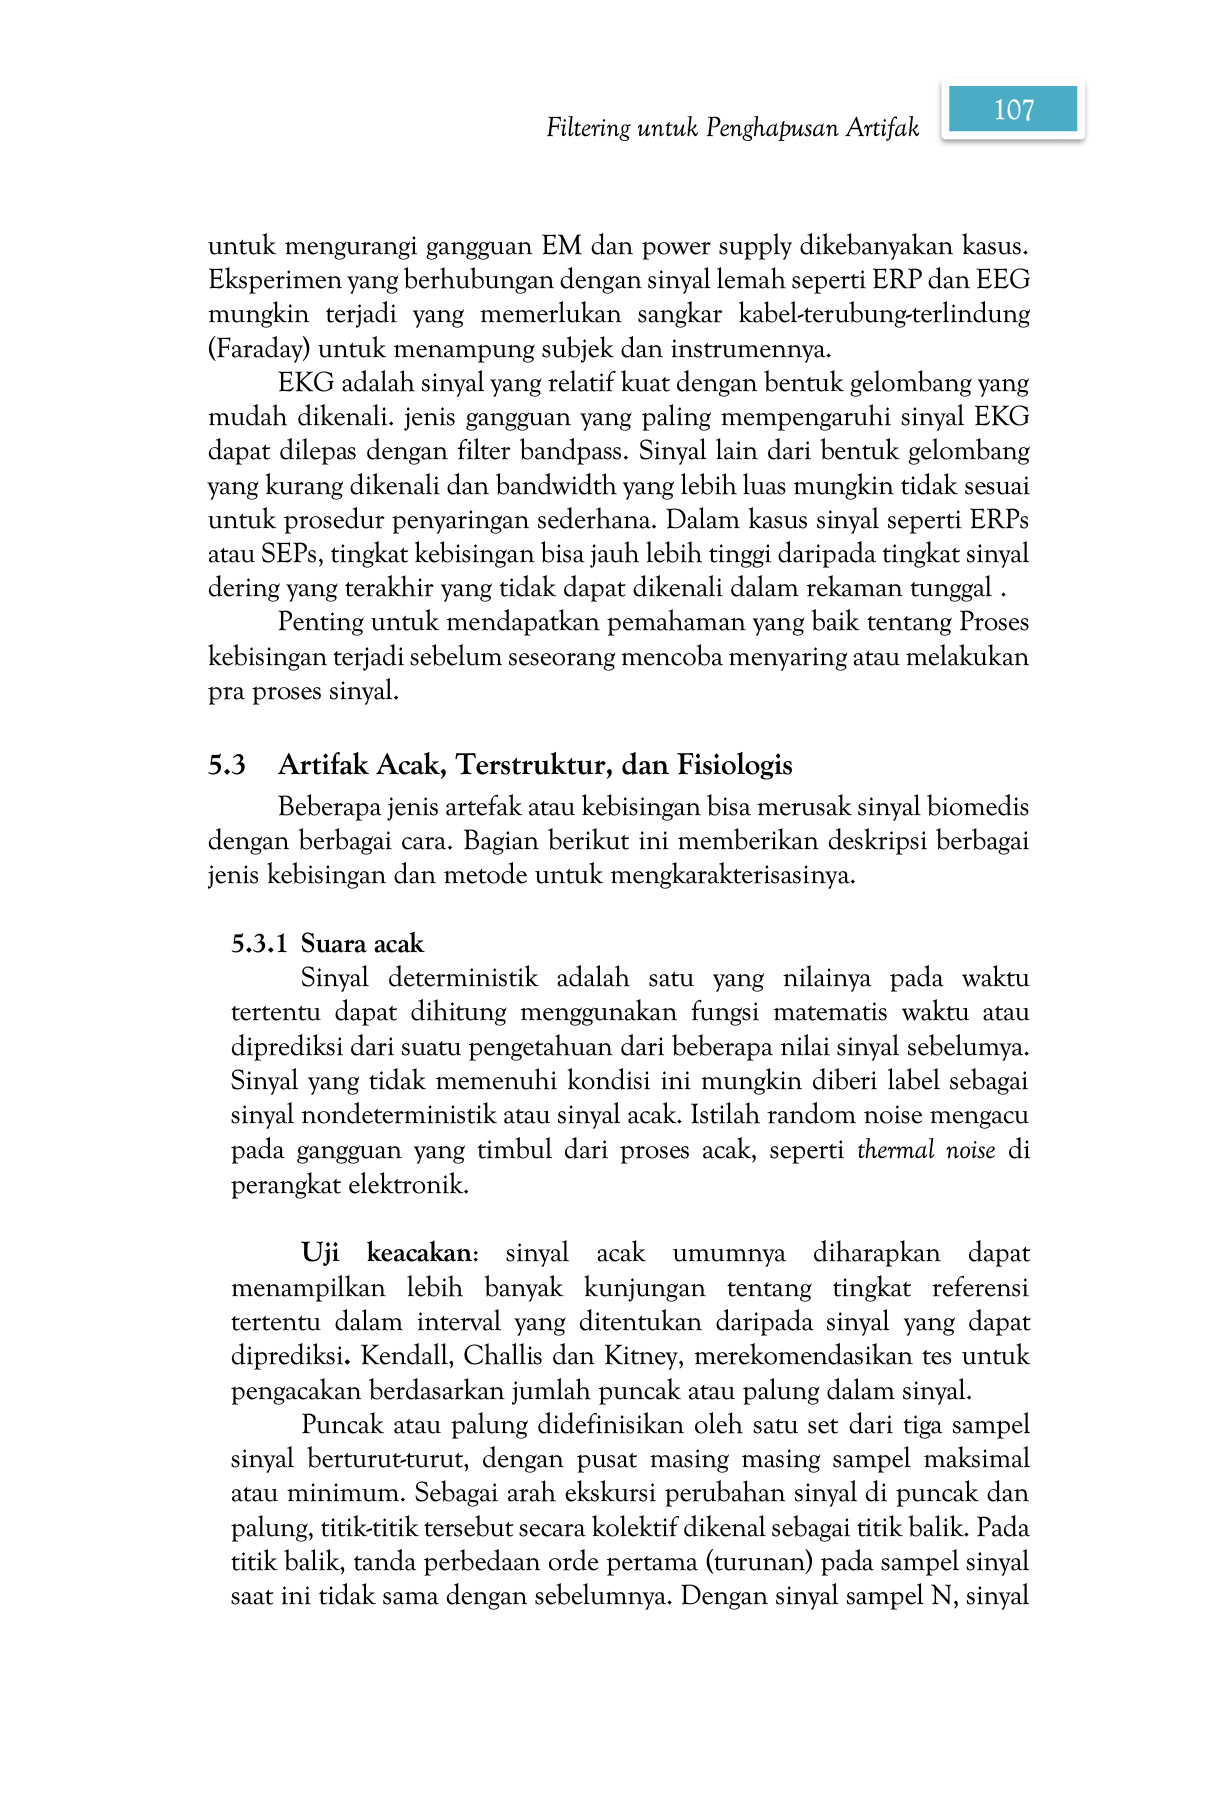 Filtering untuk Penghapusan Artifak
107
untuk mengurangi gangguan EM dan power supply dikebanyakan kasus.
Eksperimen yang berhubungan dengan sinyal lemah seperti ERP dan EEG
mungkin terjadi yang memerlukan sangkar kabel-terubung-terlindung
(Faraday) untuk menampung subjek dan instrumennya.
EKG adalah sinyal yang relatif kuat dengan bentuk gelombang yang
mudah dikenali. jenis gangguan yang paling mempengaruhi sinyal EKG
dapat dilepas dengan filter bandpass. Sinyal lain dari bentuk gelombang
yang kurang dikenali dan bandwidth yang lebih luas mungkin tidak sesuai
untuk prosedur penyaringan sederhana. Dalam kasus sinyal seperti ERPs
atau SEPs, tingkat kebisingan bisa jauh lebih tinggi daripada tingkat sinyal
dering yang terakhir yang tidak dapat dikenali dalam rekaman tunggal .
Penting untuk mendapatkan pemahaman yang baik tentang Proses
kebisingan terjadi sebelum seseorang mencoba menyaring atau melakukan
pra proses sinyal.
5.3 Artifak Acak, Terstruktur, dan Fisiologis
Beberapa jenis artefak atau kebisingan bisa merusak sinyal biomedis
dengan berbagai cara. Bagian berikut ini memberikan deskripsi berbagai
jenis kebisingan dan metode untuk mengkarakterisasinya.
5.3.1 Suara acak
Sinyal deterministik adalah satu yang nilainya pada waktu
tertentu dapat dihitung menggunakan fungsi matematis waktu atau
diprediksi dari suatu pengetahuan dari beberapa nilai sinyal sebelumya.
Sinyal yang tidak memenuhi kondisi ini mungkin diberi label sebagai
sinyal nondeterministik atau sinyal acak. Istilah random noise mengacu
pada gangguan yang timbul dari proses acak, seperti thermal noise di
perangkat elektronik.
Uji keacakan: sinyal acak umumnya diharapkan dapat
menampilkan lebih banyak kunjungan tentang tingkat referensi
tertentu dalam interval yang ditentukan daripada sinyal yang dapat
diprediksi. Kendall, Challis dan Kitney, merekomendasikan tes untuk
pengacakan berdasarkan jumlah puncak atau palung dalam sinyal.
Puncak atau palung didefinisikan oleh satu set dari tiga sampel
sinyal berturut-turut, dengan pusat masing masing sampel maksimal
atau minimum. Sebagai arah ekskursi perubahan sinyal di puncak dan
palung, titik-titik tersebut secara kolektif dikenal sebagai titik balik. Pada
titik balik, tanda perbedaan orde pertama (turunan) pada sampel sinyal
saat ini tidak sama dengan sebelumnya. Dengan sinyal sampel N, sinyal